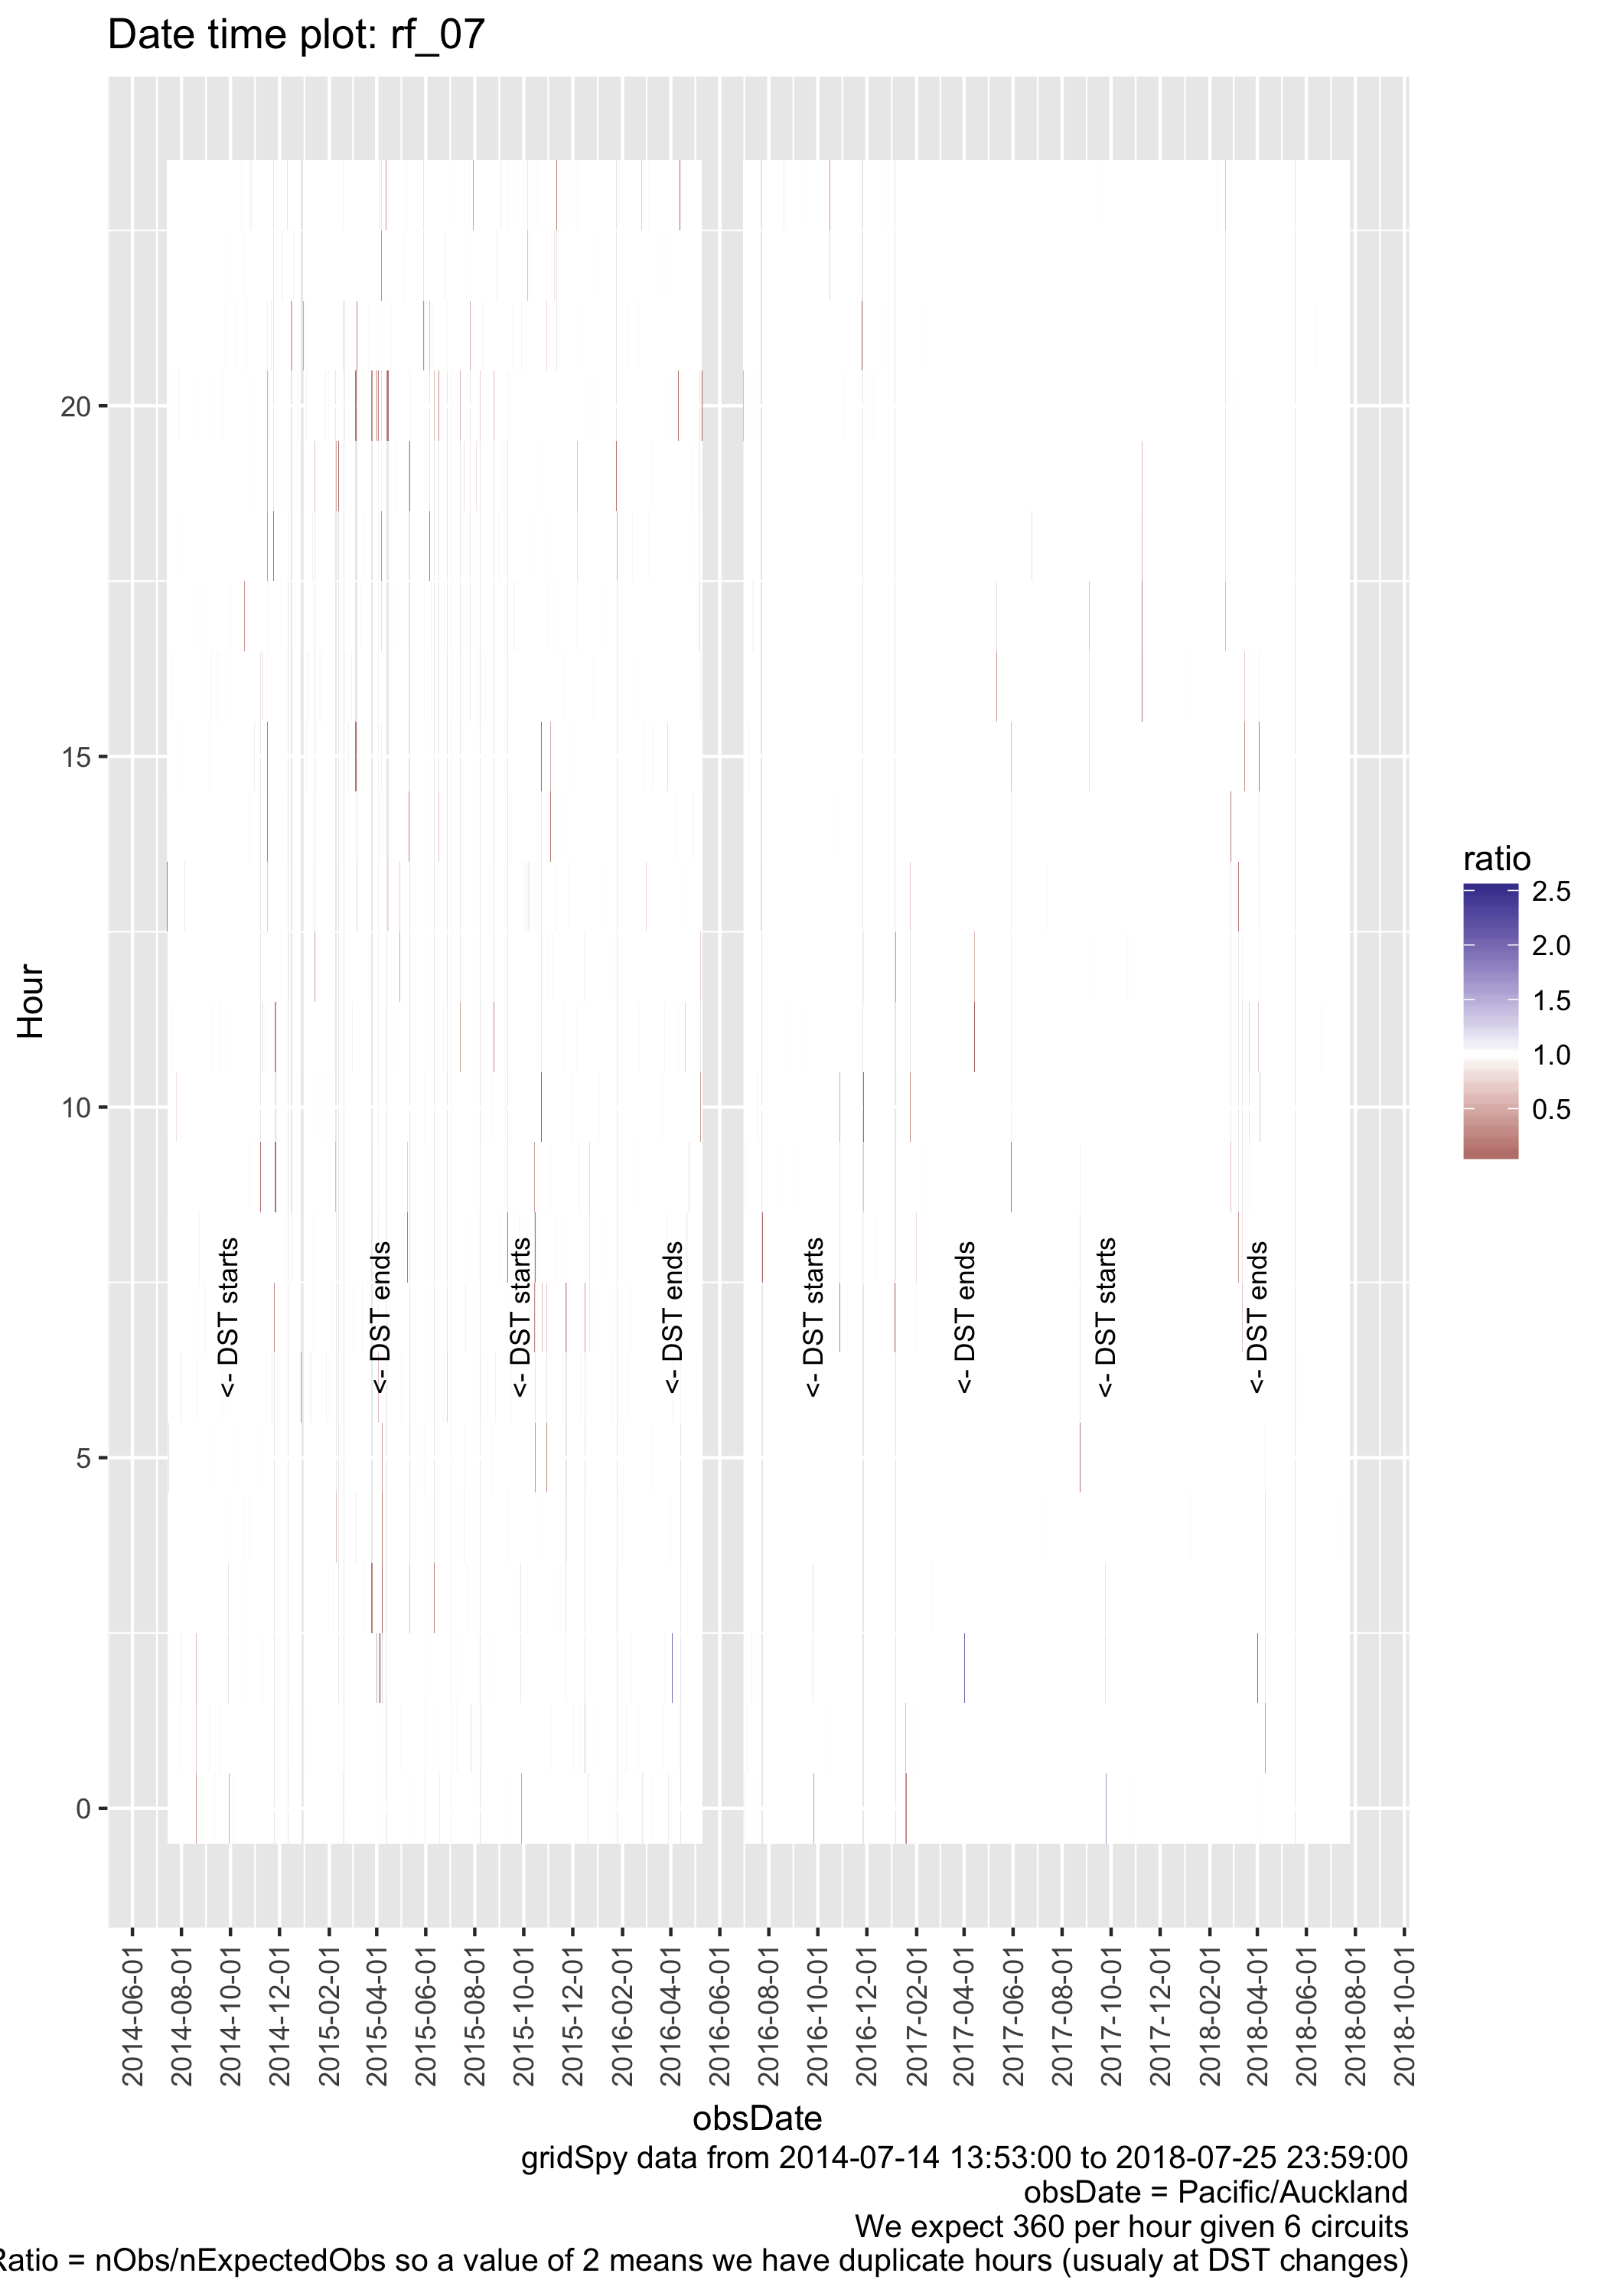 Date time plot: rf_07
Hour
20
15
10
5
0
<- DST starts
<- DST ends
<- DST starts
<- DST ends
<- DST starts
<- DST ends
<- DST starts
<- DST ends
ratio
2.5
2.0
1.5
1.0
0.5
2014-06-01
2014-08-01
2014-10-01
2014-12-01
2015-02-01
2015-04-01
2015-06-01
2015-08-01
2015-10-01
2015-12-01
2016-02-01
2016-04-01
2016-06-01
2016-08-01
2016-10-01
2016-12-01
2017-02-01
2017-04-01
2017-06-01
2017-08-01
2017-10-01
2017-12-01
2018-02-01
2018-04-01
2018-06-01
2018-08-01
2018-10-01
obsDate
gridSpy data from 2014-07-14 13:53:00 to 2018-07-25 23:59:00
obsDate = Pacific/Auckland
We expect 360 per hour given 6 circuits
Ratio = nObs/nExpectedObs so a value of 2 means we have duplicate hours (usualy at DST changes)